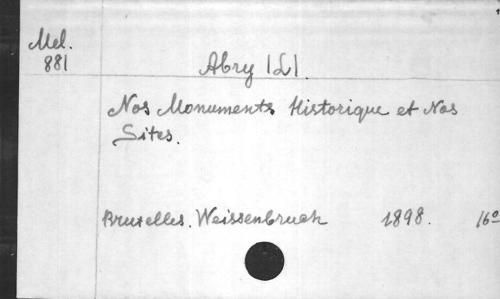 Mel.
881
Abry |L|.
Nos Monuments Historique et Nos
Sites.
Bruxelles. Weissenbruch 1898. 16°